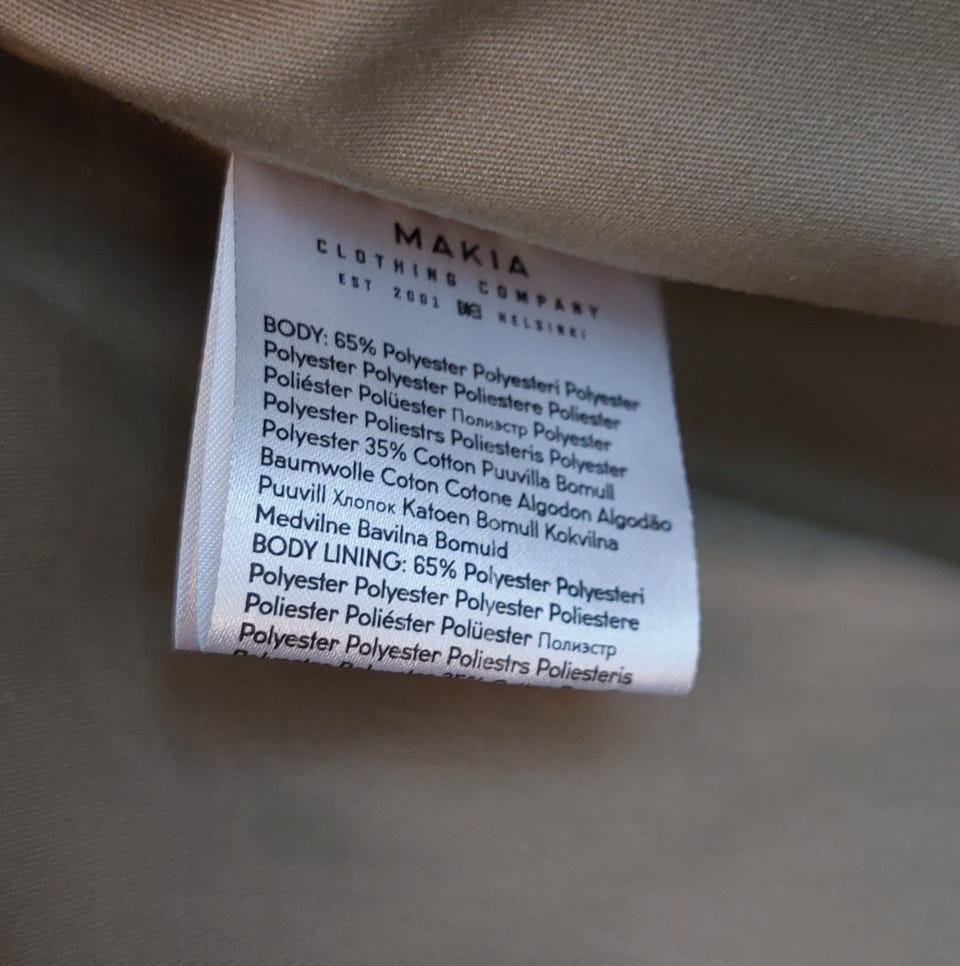 MAKIA
CLOTHING COMPANY
EST 2001 HELSINKI
BODY: 65% Polyester Polyesteri Polyester
Polyester Polyester Poliestere Poliester
Poliéster Polüester Полиэстр Polyester
Polyester Poliestrs Poliesteris Polyester
Polyester 35% Cotton Puuvilla Bomull
Baumwolle Coton Cotone Algodon Algodão
Puuvill Хлопок Katoen Bomull Kokvilna
Medvilne Bavilna Bomuld
BODY LINING: 65% Polyester Polyesteri
Polyester Polyester Polyester Poliestere
Poliester Poliéster Polüester Полиэстр
Polyester Polyester Poliestrs Poliesteris